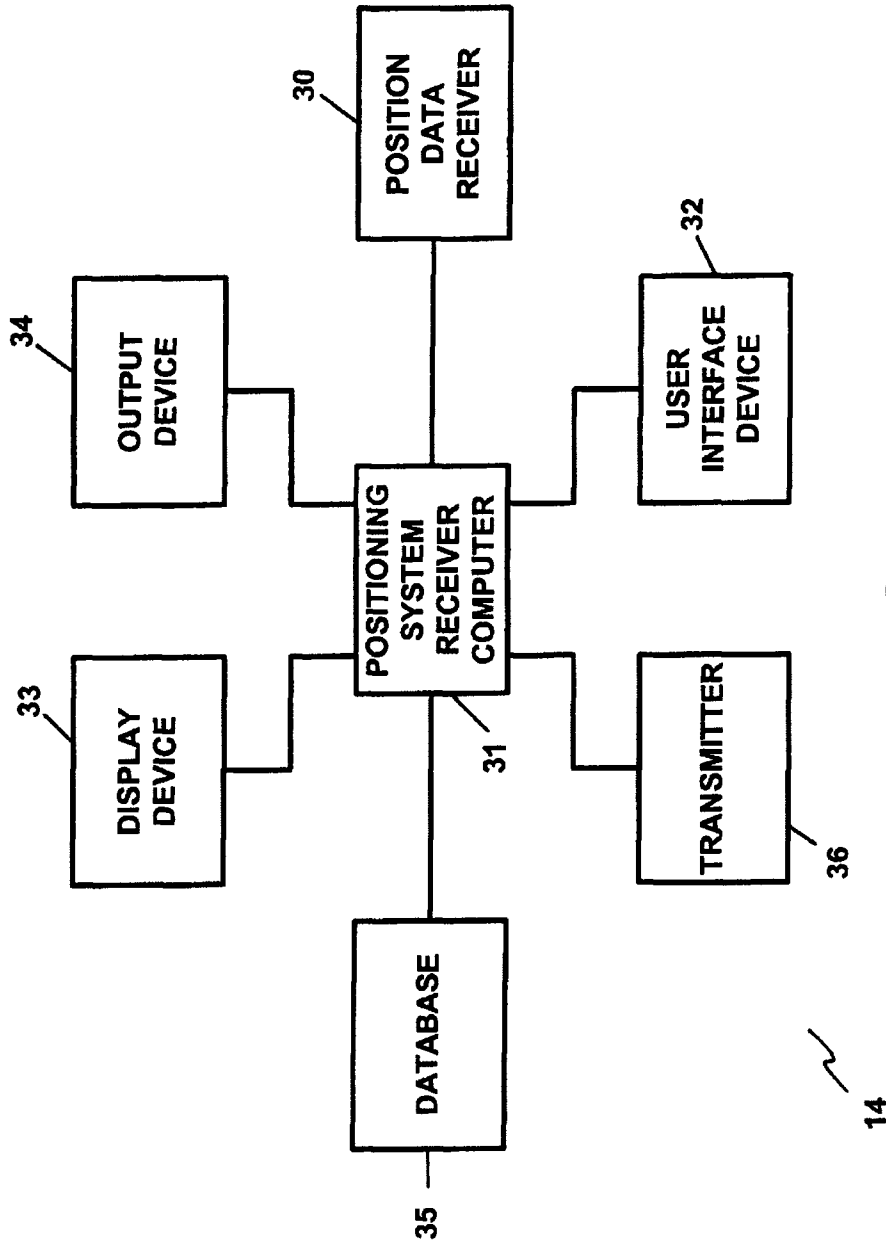 33
DISPLAY
DEVICE
34
OUTPUT
DEVICE
35
DATABASE
POSITIONING
SYSTEM
RECEIVER
COMPUTER
31
30
POSITION
DATA
RECEIVER
TRANSMITTER
36
USER
INTERFACE
DEVICE
32
14